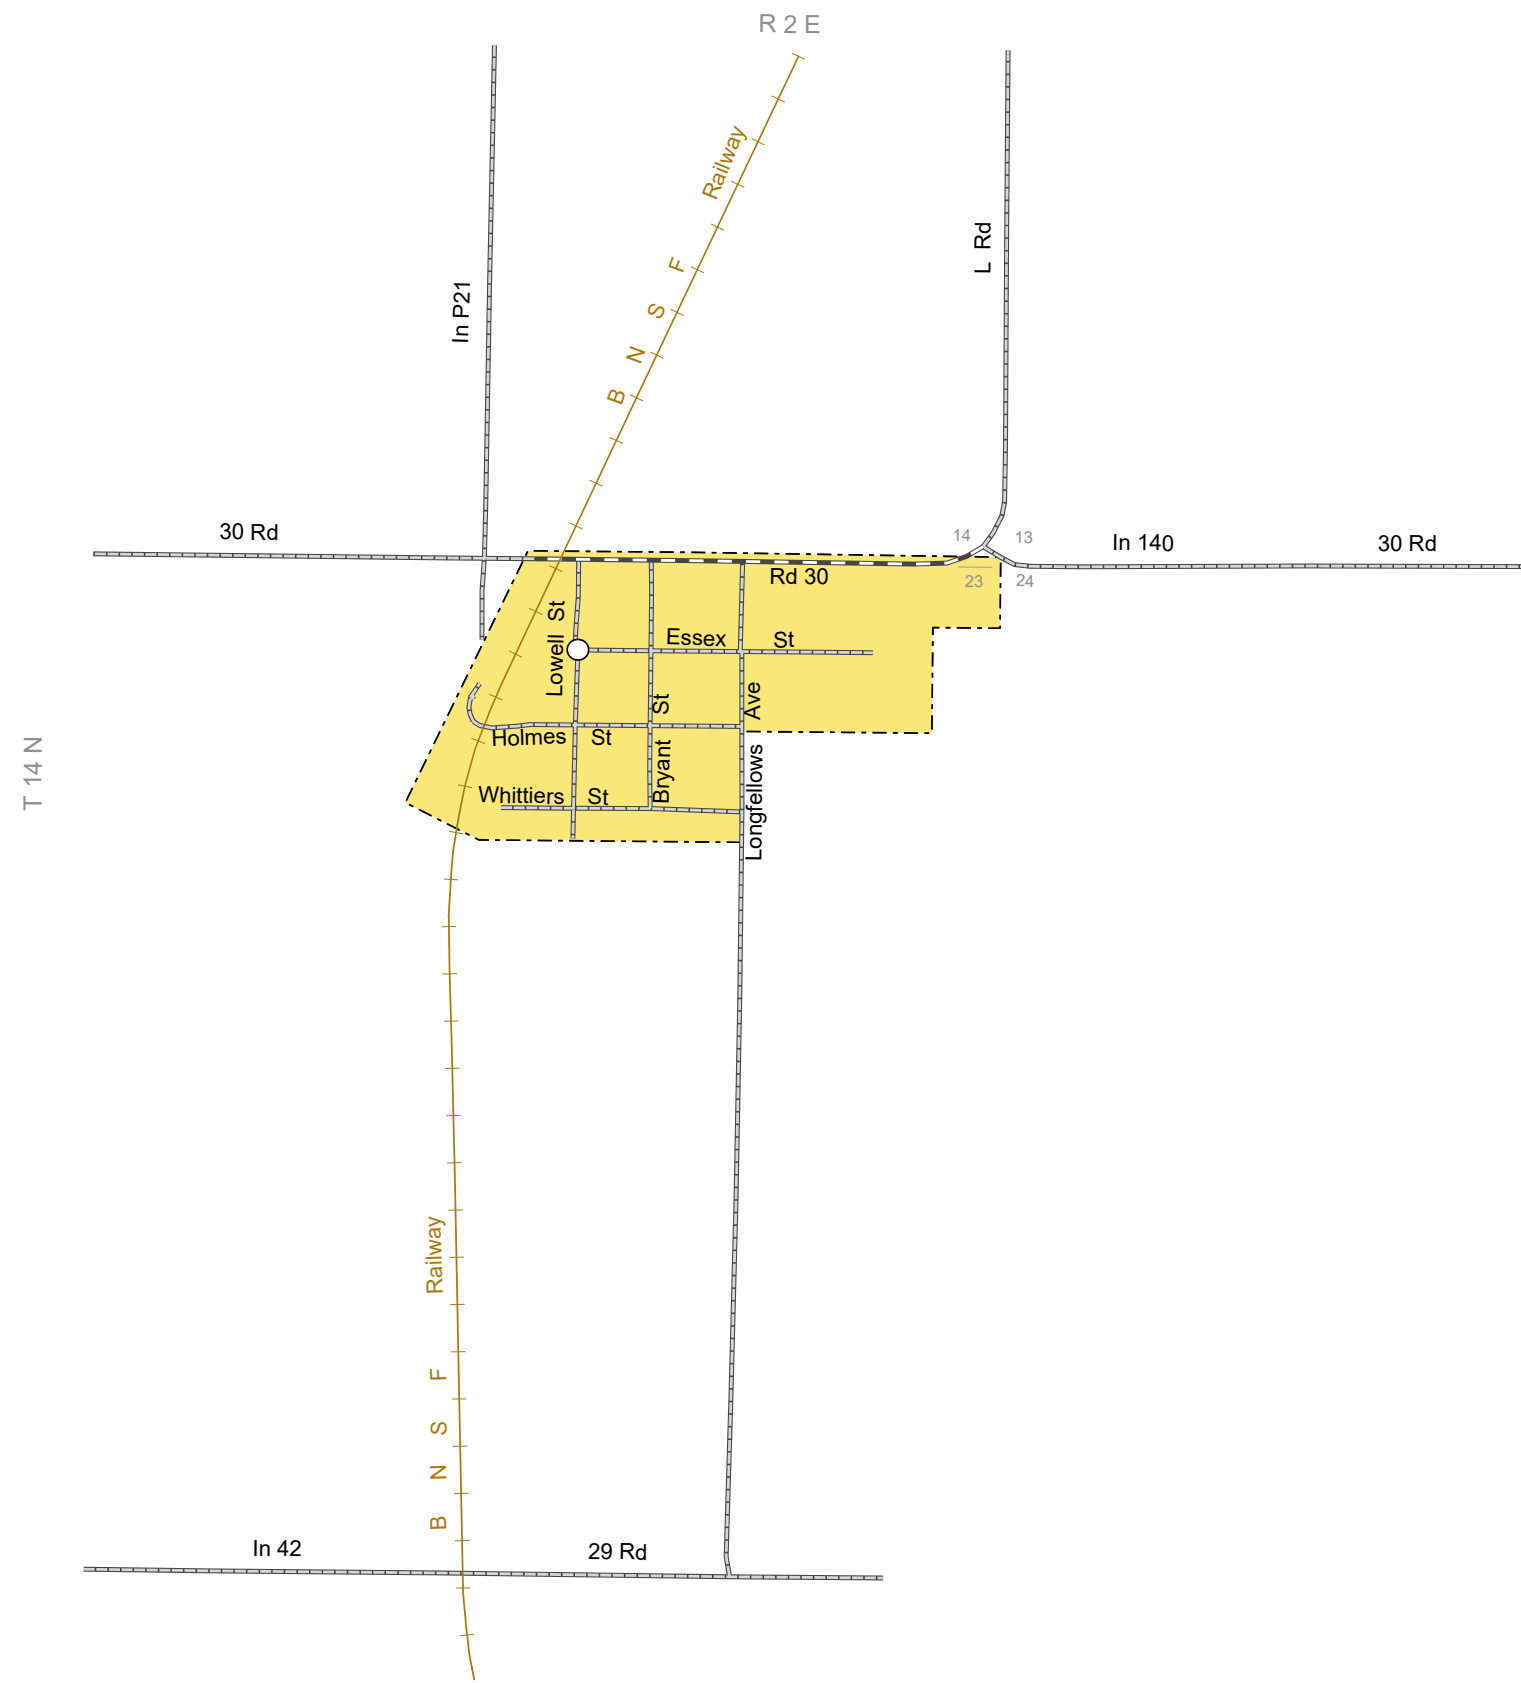 R 2 E
Railway
L Rd
F
S
In P21
N
B
30 Rd
14
13
In 140
30 Rd
Rd 30
23
24
Lowell St
Essex St
Bryant St
Longfellows Ave
T 14 N
Holmes St
Whittiers St
Railway
F
S
N
B
In 42
29 Rd